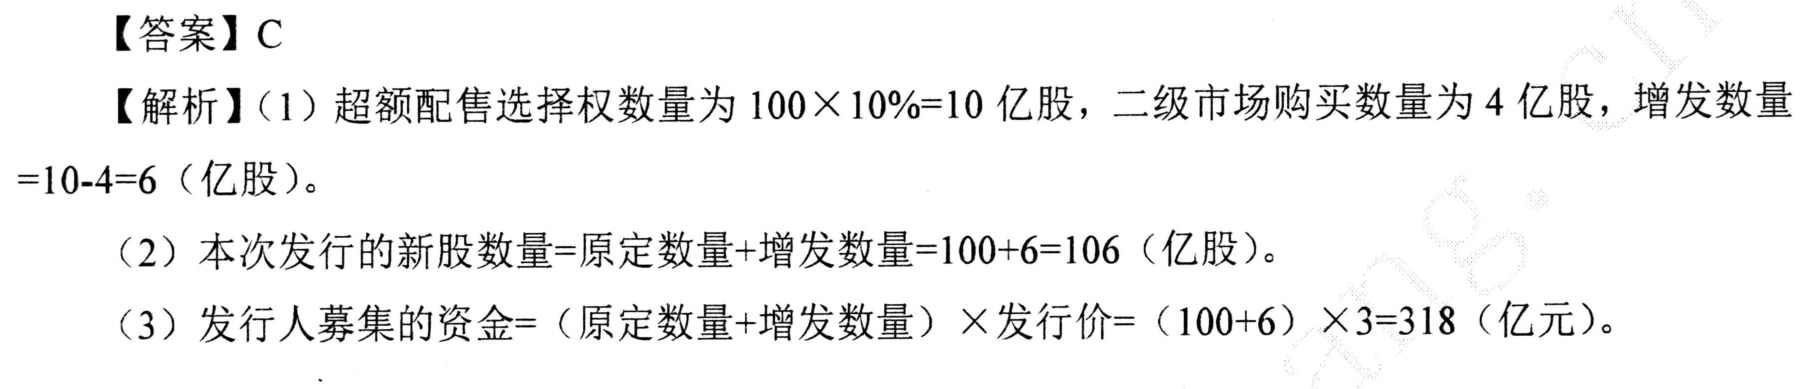 【答案】C
【解析】（1）超额配售选择权数量为 100×10%=10 亿股，二级市场购买数量为 4 亿股，增发数量
=10-4=6（亿股）。
（2）本次发行的新股数量=原定数量+增发数量=100+6=106（亿股）。
（3）发行人募集的资金=（原定数量+增发数量）×发行价=（100+6）×3=318（亿元）。